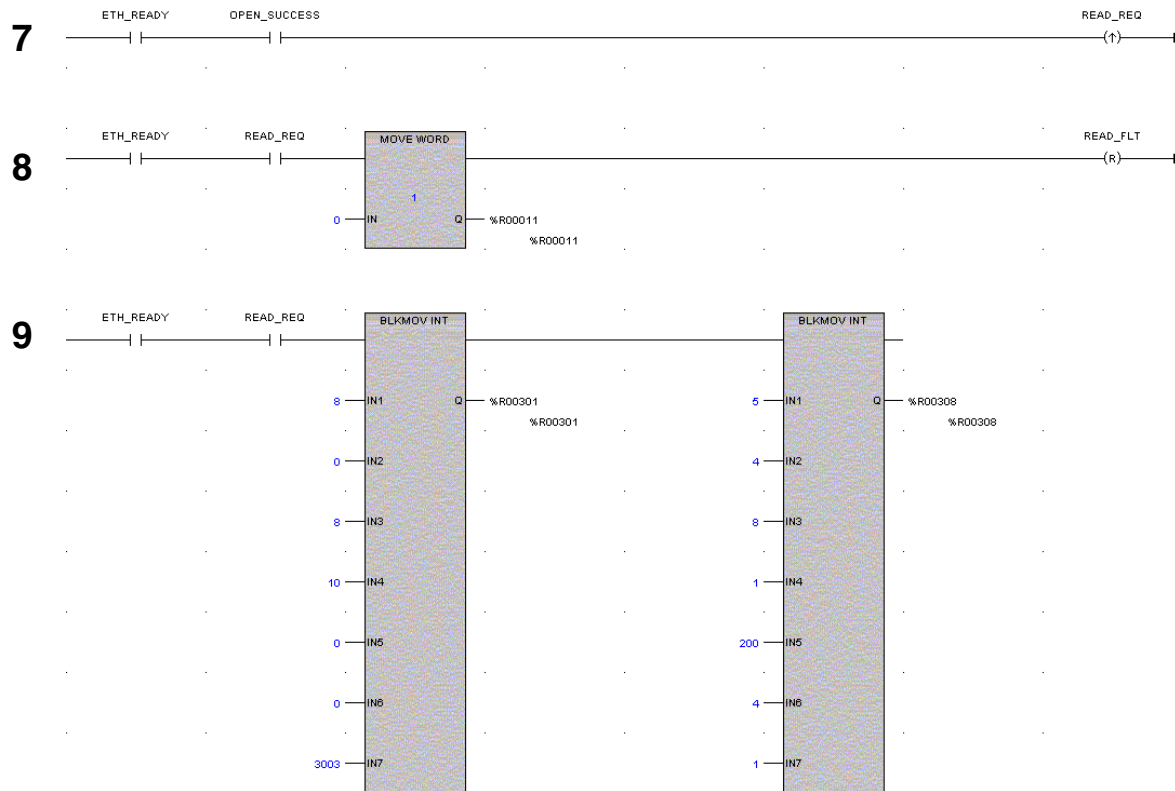 ETH_READY OPEN_SUCCESS READ_REQ
7
(↑)
ETH_READY READ_REQ MOVE WORD READ_FLT
8
(R)
1
0 IN Q %R00011
%R00011
ETH_READY READ_REQ BLKMOV INT BLKMOV INT
9
8 IN1 Q %R00301 5 IN1 Q %R00308
%R00301 %R00308
0 IN2 4 IN2
8 IN3 8 IN3
10 IN4 1 IN4
0 IN5 200 IN5
0 IN6 4 IN6
3003 IN7 1 IN7